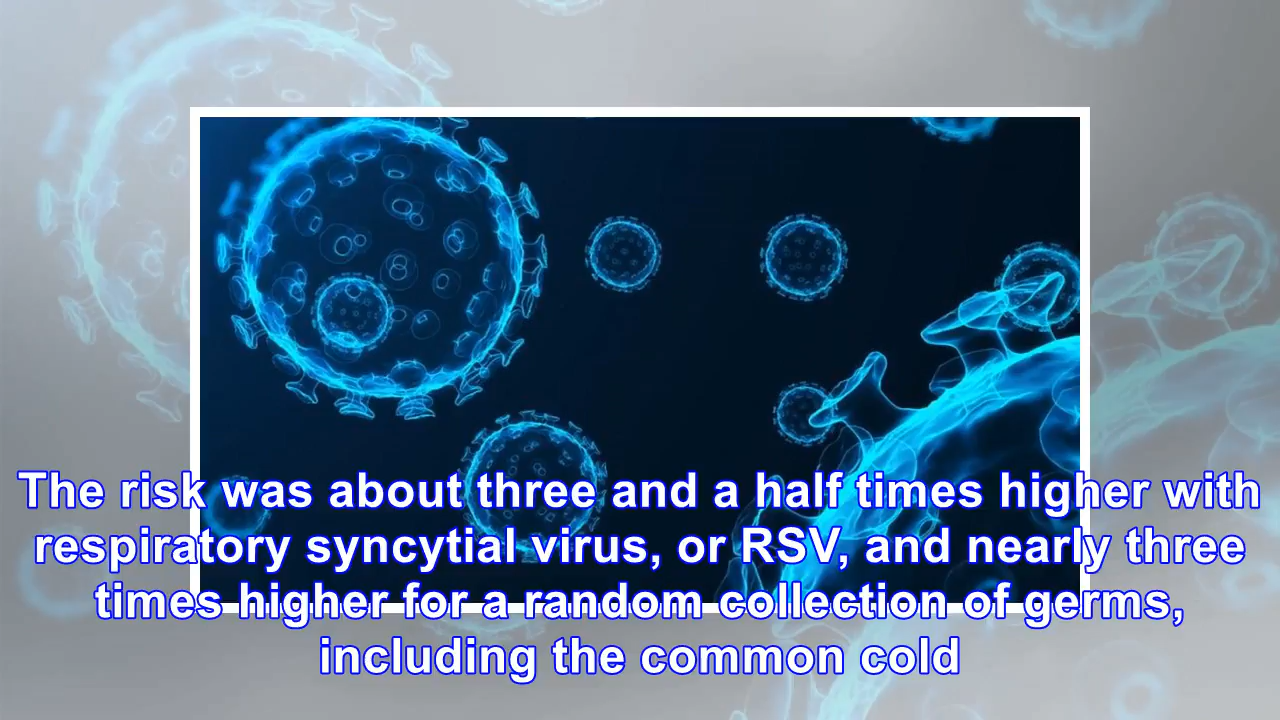 The risk was about three and a half times higher with
respiratory syncytial virus, or RSV, and nearly three
times higher for a random collection of germs,
including the common cold